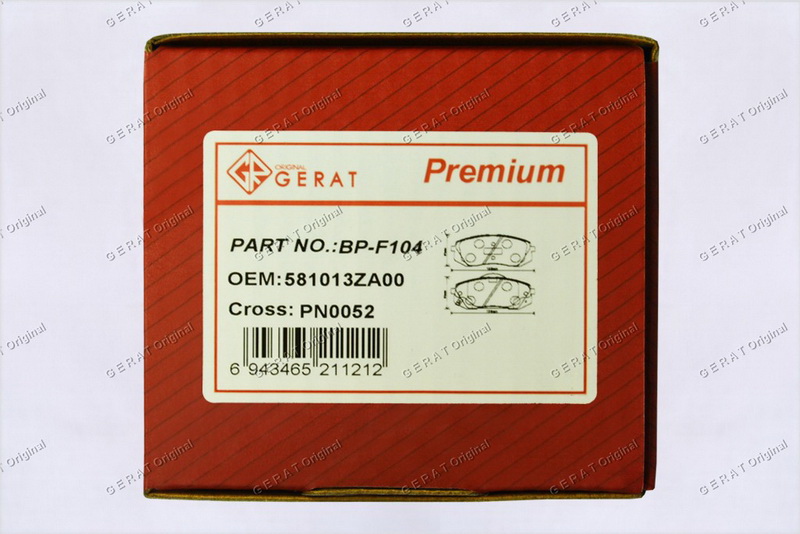 ORIGINAL
GERAT
Premium
PART NO.:BP-F104
OEM:581013ZA00
Cross: PN0052
6 943465 211212
GERAT Original